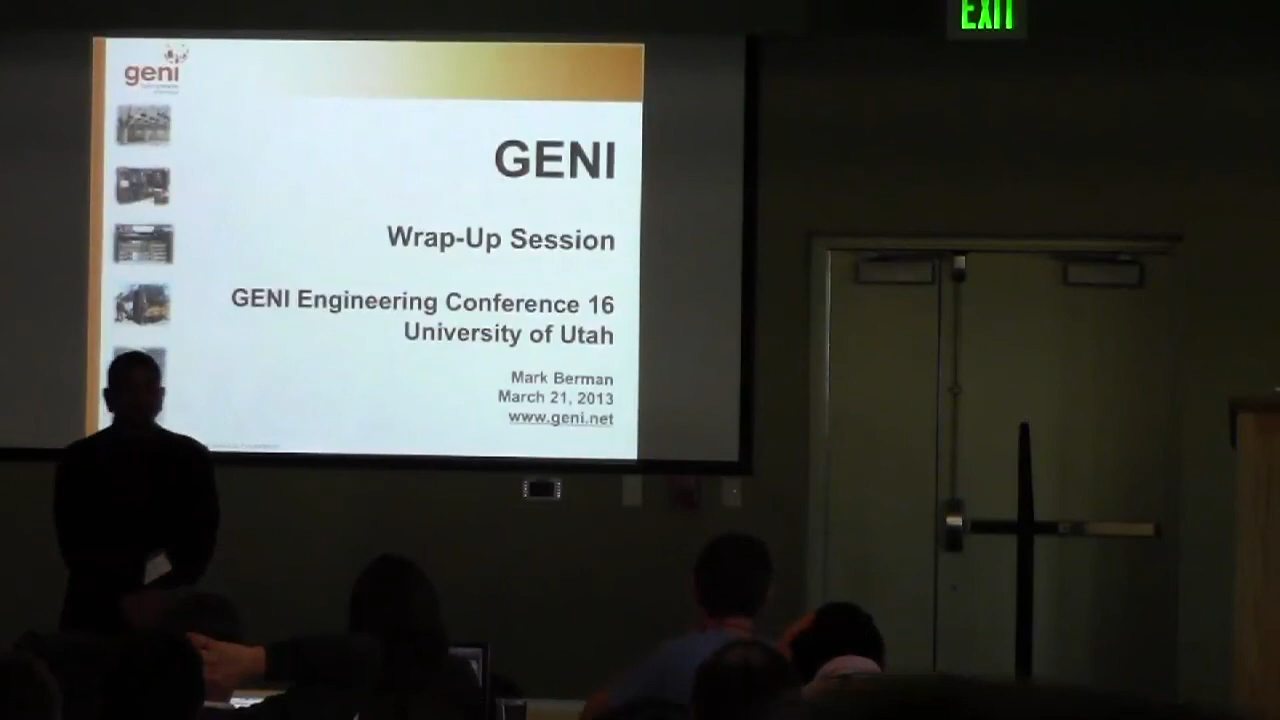 EXIT
geni
GENI
Wrap-Up Session
GENI Engineering Conference 16
University of Utah
Mark Berman
March 21, 2013
www.geni.net